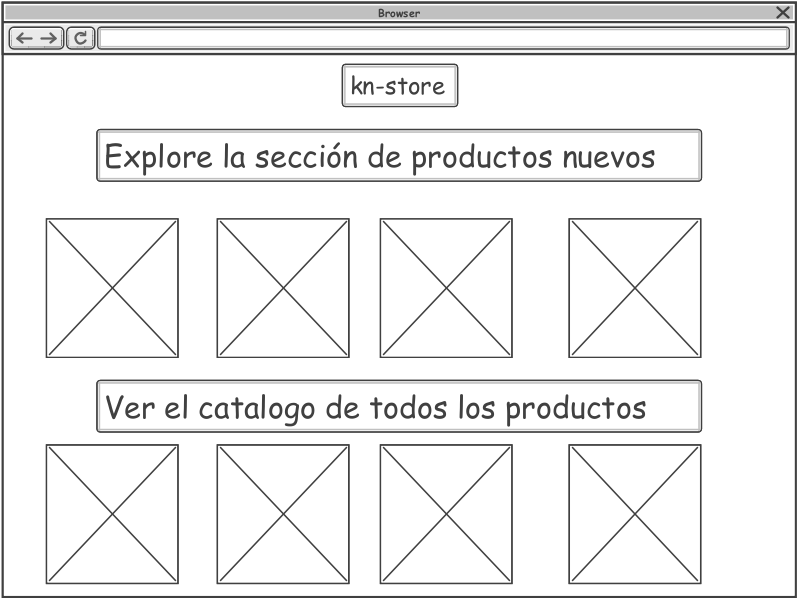 Browser
kn-store
Explore la sección de productos nuevos
Ver el catalogo de todos los productos